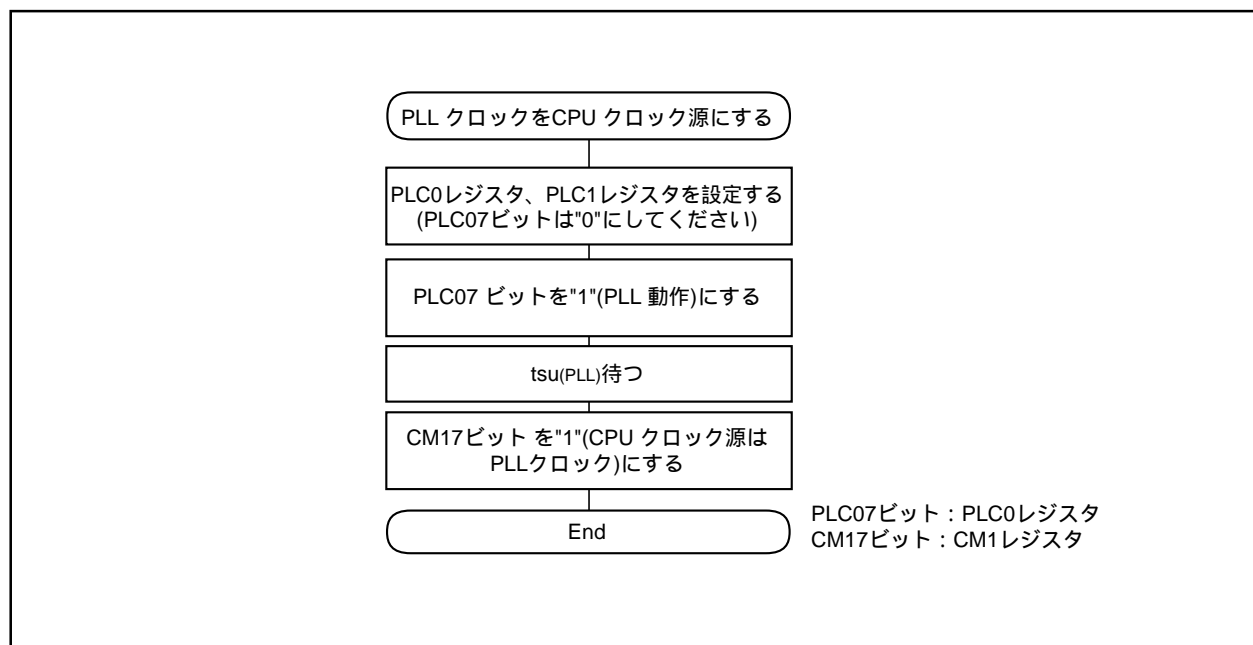 PLL クロックをCPU クロック源にする
PLC0レジスタ、PLC1レジスタを設定する
(PLC07ビットは"0"にしてください)
PLC07 ビットを"1"(PLL 動作)にする
tsu(PLL)待つ
CM17ビット を"1"(CPU クロック源は
PLLクロック)にする
End
PLC07ビット：PLC0レジスタ
CM17ビット：CM1レジスタ